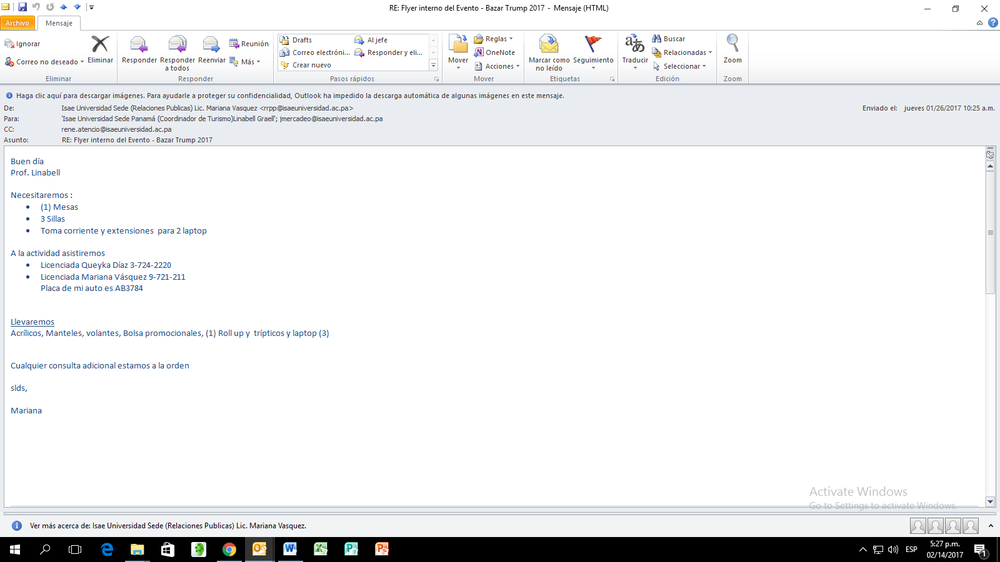 RE: Flyer interno del Evento - Bazar Trump 2017 - Mensaje (HTML)
Archivo Mensaje
Ignorar
Correo no deseado
Eliminar
Eliminar
Responder
Responder a todos
Reenviar
Reunión
Más
Responder
Drafts Al jefe
Correo electróni... Responder y eli...
Crear nuevo
Pasos rápidos
Mover
Reglas
OneNote
Acciones
Mover
Marcar como no leído
Seguimiento
Etiquetas
Traducir
Buscar
Relacionadas
Seleccionar
Edición
Zoom
Zoom
Haga clic aquí para descargar imágenes. Para ayudarle a proteger su confidencialidad, Outlook ha impedido la descarga automática de algunas imágenes en este mensaje.
De: Isae Universidad Sede (Relaciones Publicas) Lic. Mariana Vasquez <rrpp@isaeuniversidad.ac.pa> Enviado el: jueves 01/26/2017 10:25 a.m.
Para: 'Isae Universidad Sede Panamá (Coordinador de Turismo)Linabell Graell'; jmercadeo@isaeuniversidad.ac.pa
CC: rene.atencio@isaeuniversidad.ac.pa
Asunto: RE: Flyer interno del Evento - Bazar Trump 2017
Buen día
Prof. Linabell
Necesitaremos :
• (1) Mesas
• 3 Sillas
• Toma corriente y extensiones para 2 laptop
A la actividad asistiremos
• Licenciada Queyka Díaz 3-724-2220
• Licenciada Mariana Vásquez 9-721-211
Placa de mi auto es AB3784
Llevaremos
Acrílicos, Manteles, volantes, Bolsa promocionales, (1) Roll up y trípticos y laptop (3)
Cualquier consulta adicional estamos a la orden
slds,
Mariana
Activate Windows
Go to Settings to activate Windows.
Ver más acerca de: Isae Universidad Sede (Relaciones Publicas) Lic. Mariana Vasquez.
ESP
5:27 p.m.
02/14/2017
1